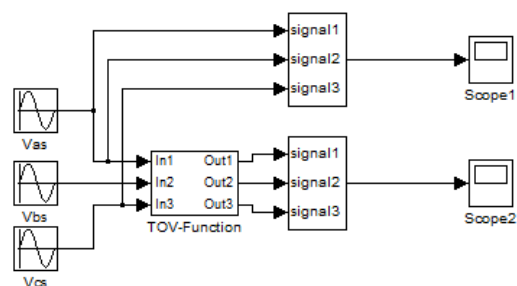 signal1
signal2
signal3
Scope1
Vas
In1 Out1
In2 Out2
In3 Out3
TOV-Function
signal1
signal2
signal3
Scope2
Vbs
Vcs